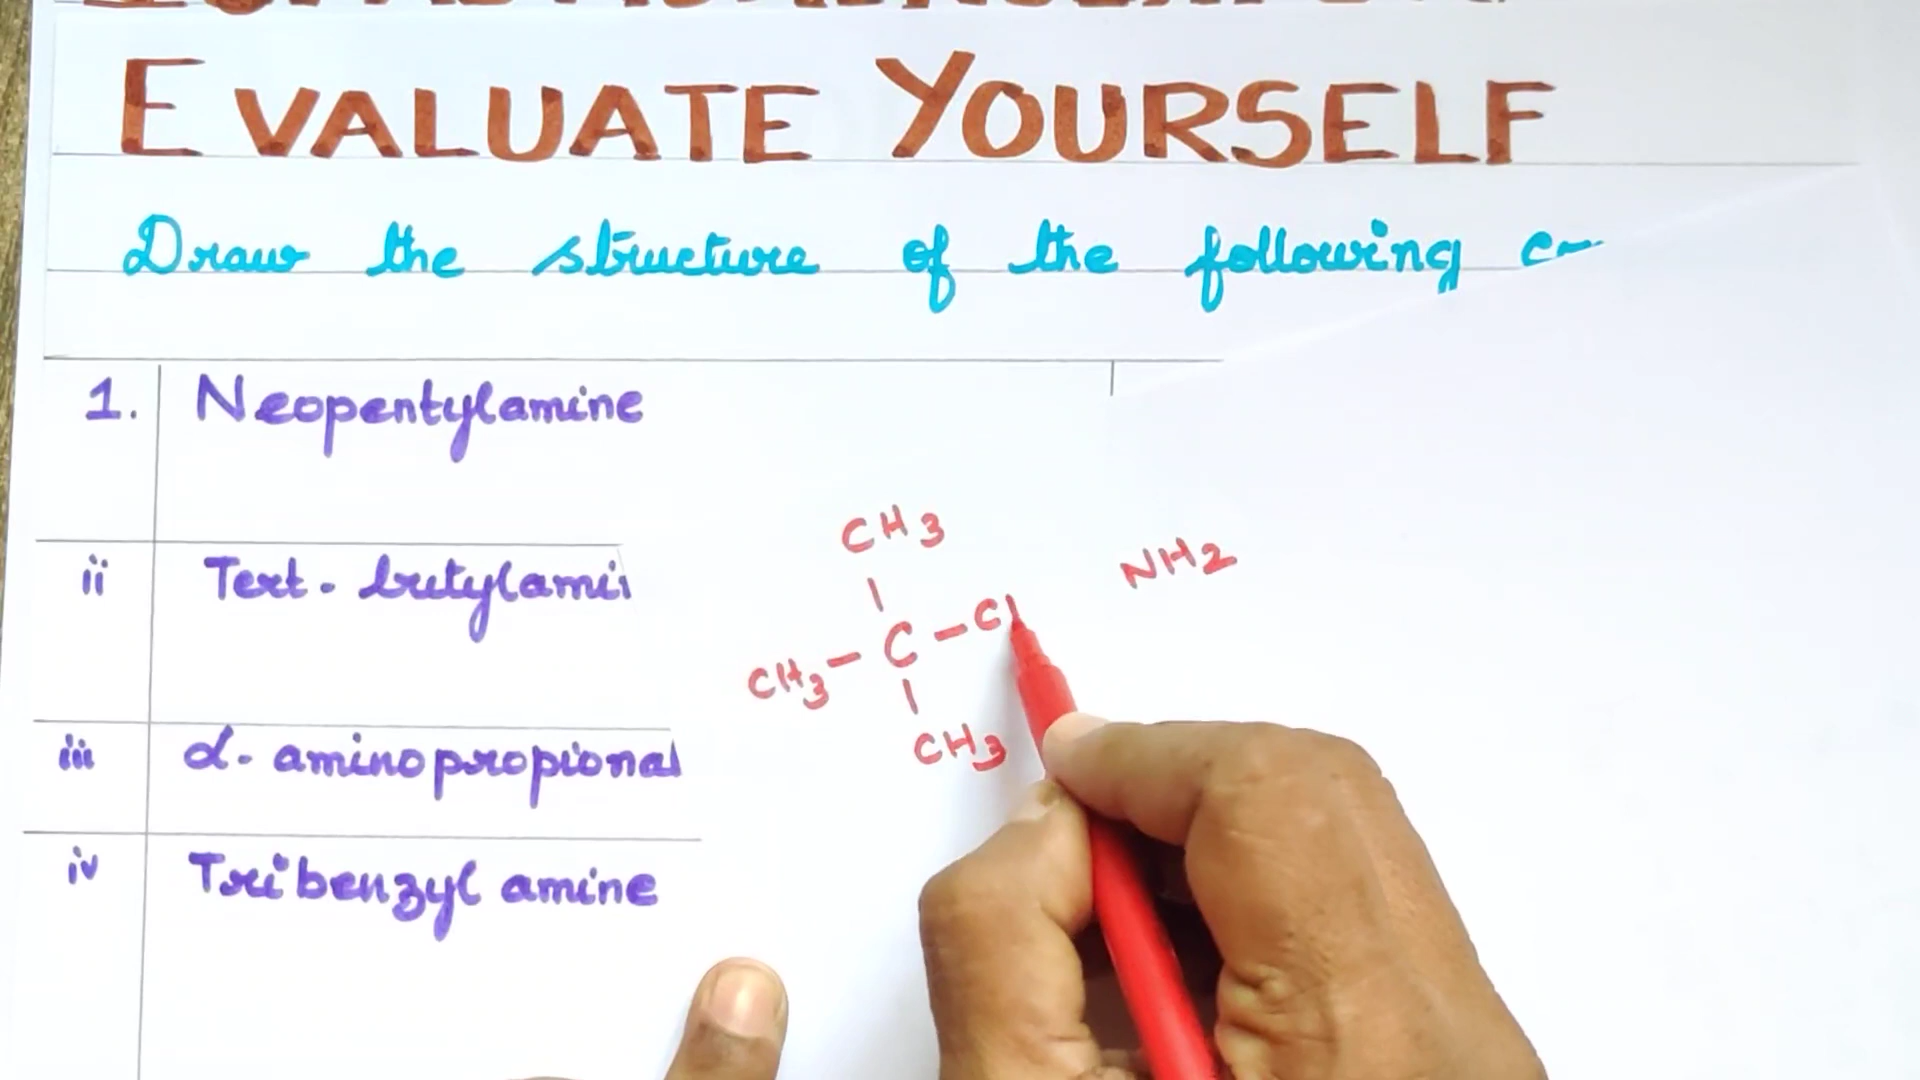 EVALUATE YOURSELF
Draw the structure of the following
1. Neopentylamine
ii Tert-butylami
iii α-aminopropional
iv Tribenzyl amine
CH3
NH2
CH3 - C - C
CH3